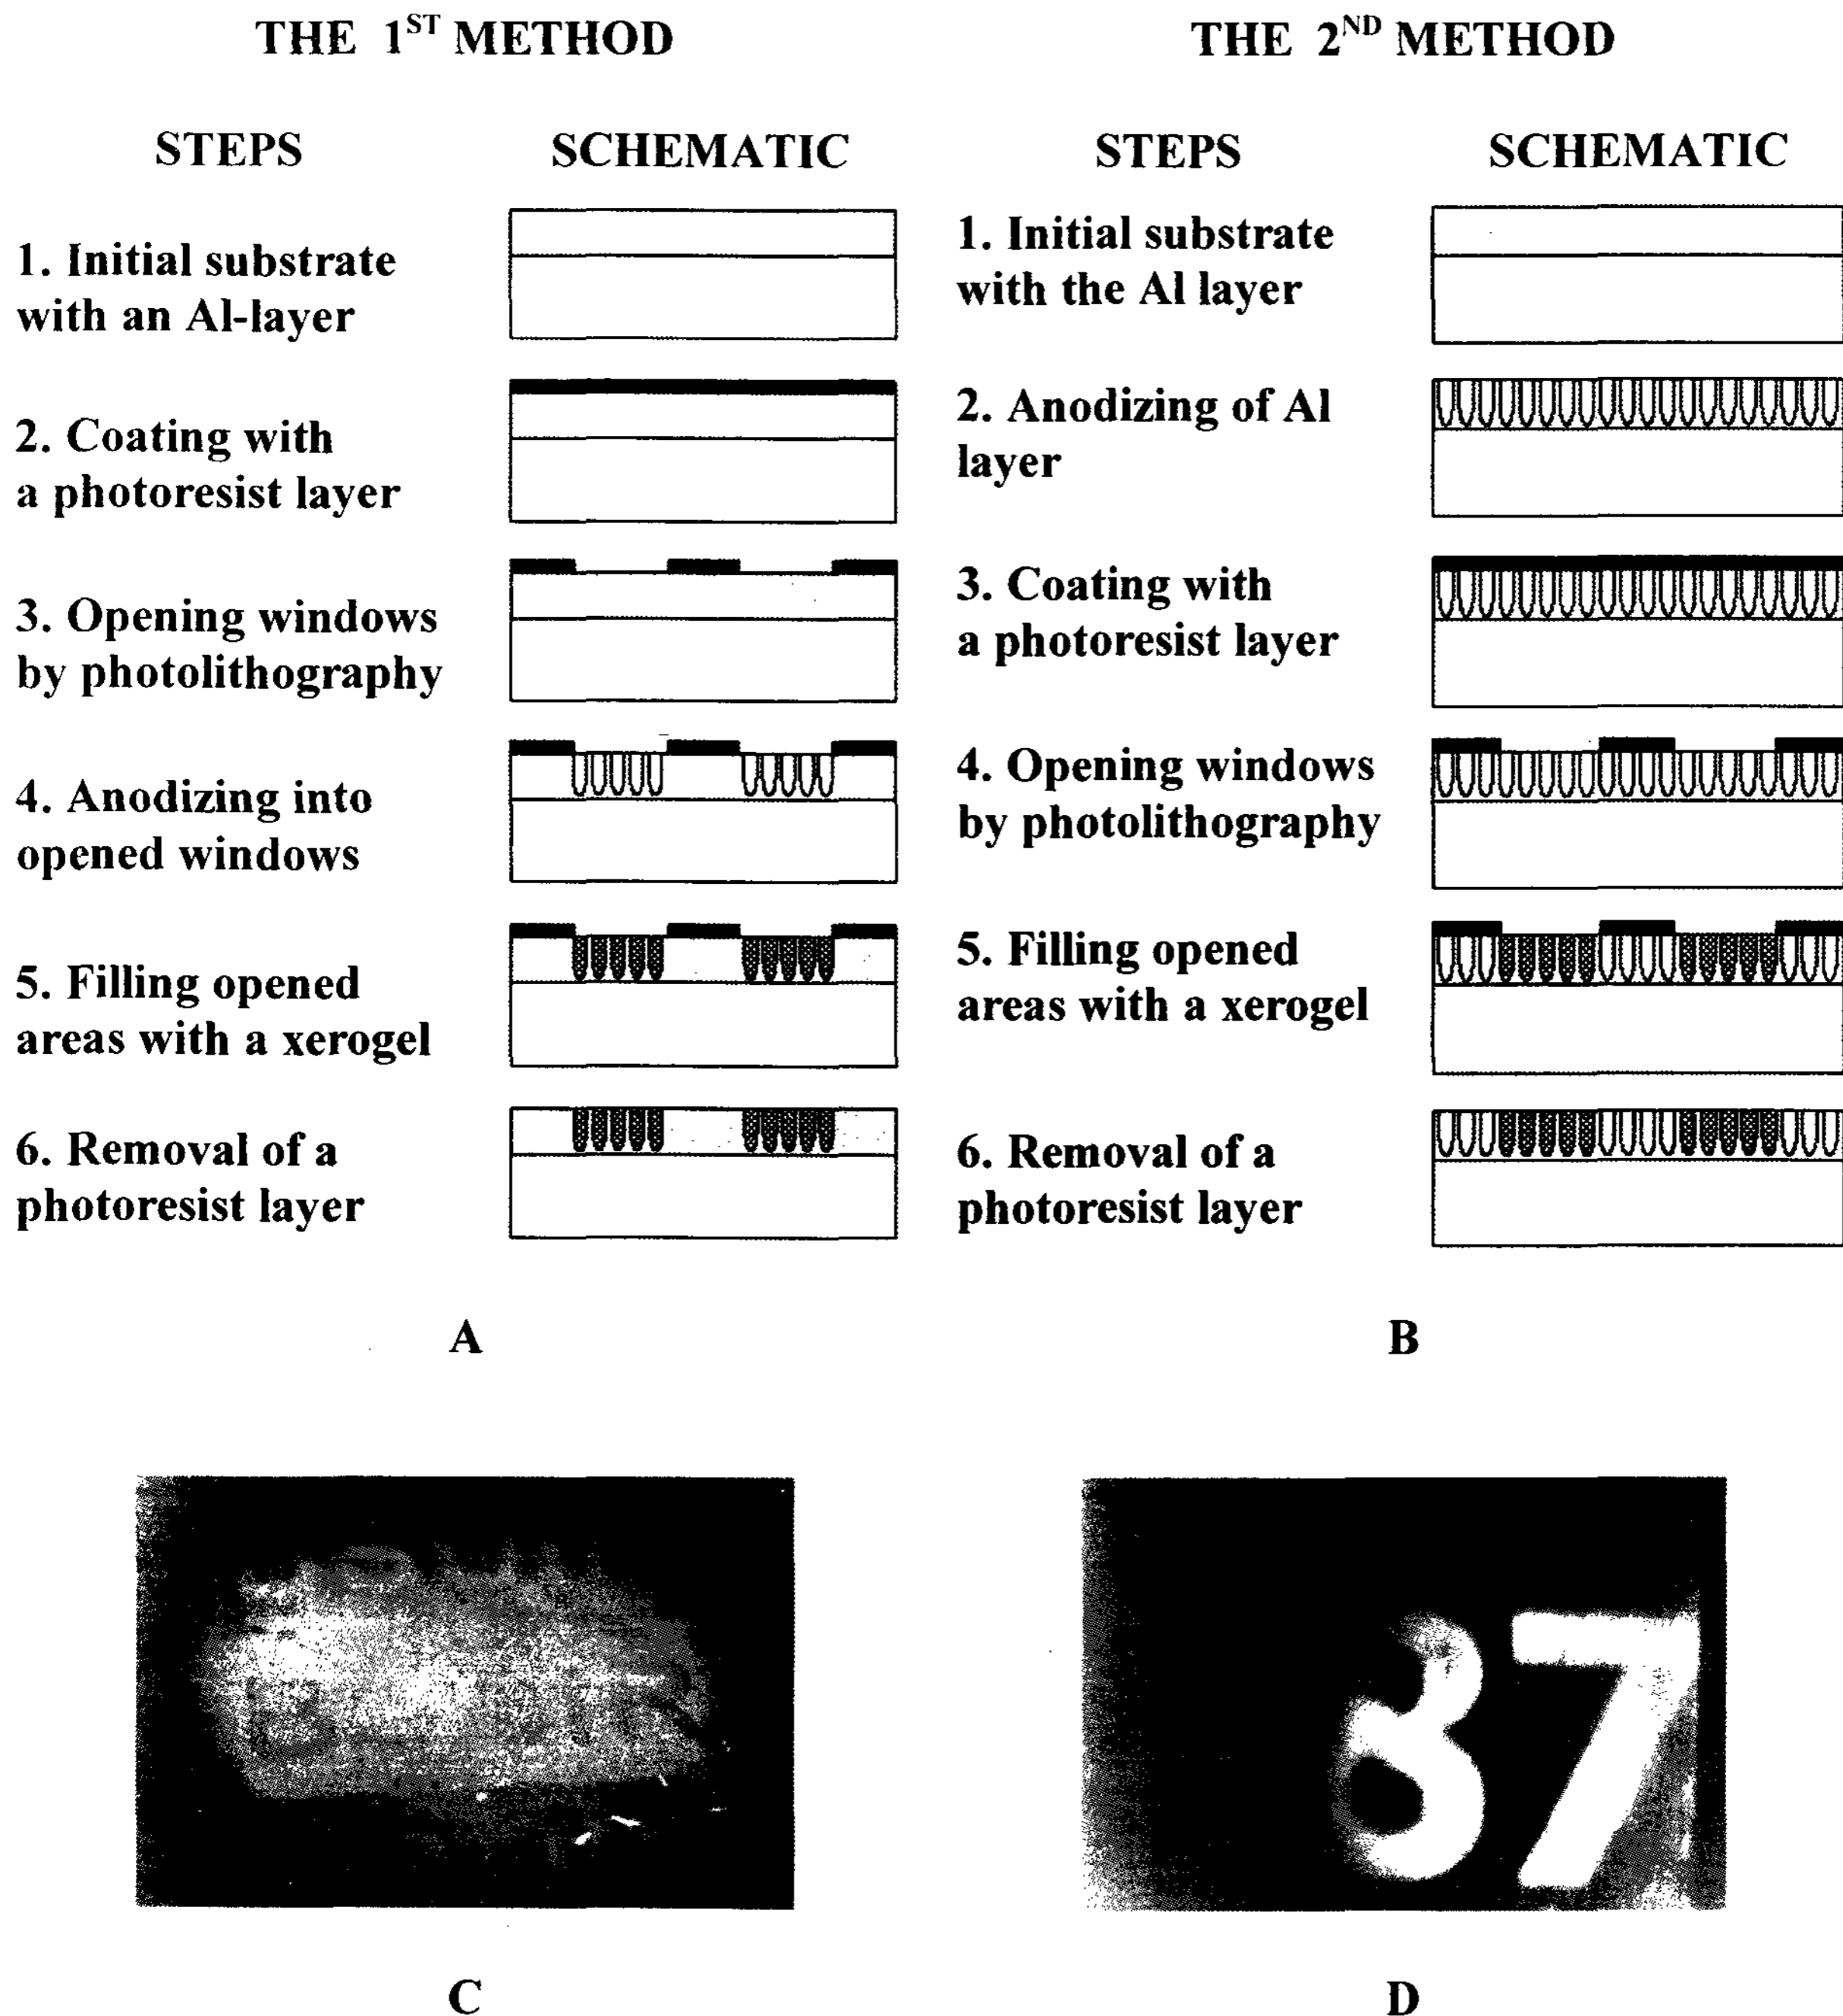 THE 1ST METHOD
STEPS SCHEMATIC
1. Initial substrate
with an Al-layer
2. Coating with
a photoresist layer
3. Opening windows
by photolithography
4. Anodizing into
opened windows
5. Filling opened
areas with a xerogel
6. Removal of a
photoresist layer
A
THE 2ND METHOD
STEPS SCHEMATIC
1. Initial substrate
with the Al layer
2. Anodizing of Al
layer
3. Coating with
a photoresist layer
4. Opening windows
by photolithography
5. Filling opened
areas with a xerogel
6. Removal of a
photoresist layer
B
C
37
D